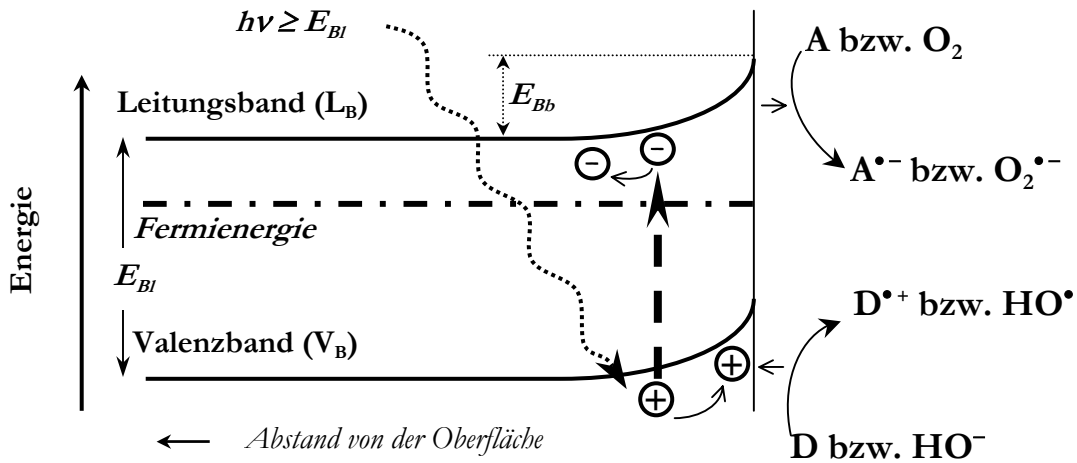 hν ≥ E_Bl
A bzw. O₂
Leitungsband (L_B)
E_Bb
A•⁻ bzw. O₂•⁻
Energie
Fermienergie
E_Bl
D•⁺ bzw. HO•
Valenzband (V_B)
Abstand von der Oberfläche
D bzw. HO⁻